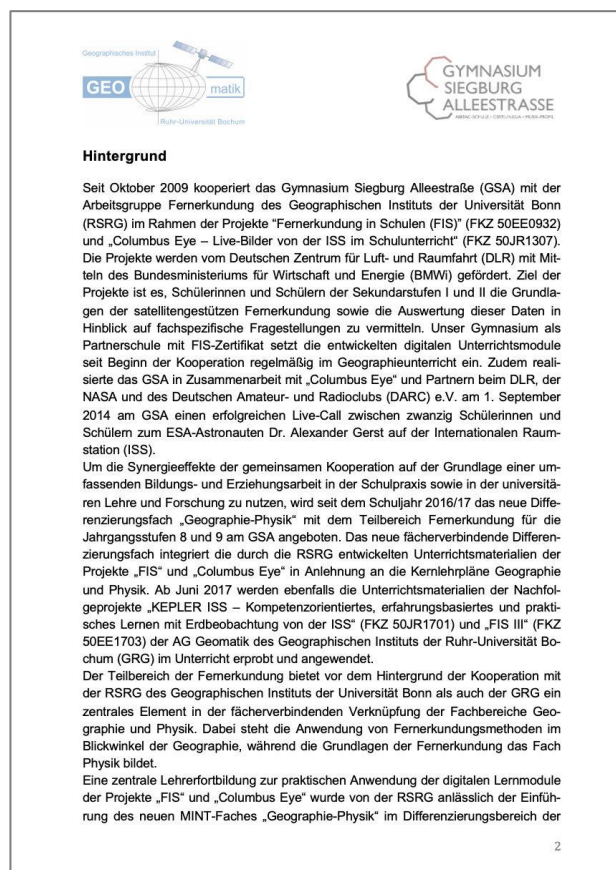 Geographisches Institut
GEO matik
Ruhr-Universität Bochum
GYMNASIUM
SIEGBURG
ALLEESTRASSE
Hintergrund
Seit Oktober 2009 kooperiert das Gymnasium Siegburg Alleestraße (GSA) mit der
Arbeitsgruppe Fernerkundung des Geographischen Instituts der Universität Bonn
(RSRG) im Rahmen der Projekte “Fernerkundung in Schulen (FIS)” (FKZ 50EE0932)
und „Columbus Eye – Live-Bilder von der ISS im Schulunterricht“ (FKZ 50JR1307).
Die Projekte werden vom Deutschen Zentrum für Luft- und Raumfahrt (DLR) mit Mit-
teln des Bundesministeriums für Wirtschaft und Energie (BMWi) gefördert. Ziel der
Projekte ist es, Schülerinnen und Schülern der Sekundarstufen I und II die Grundla-
gen der satellitengestützen Fernerkundung sowie die Auswertung dieser Daten in
Hinblick auf fachspezifische Fragestellungen zu vermitteln. Unser Gymnasium als
Partnerschule mit FIS-Zertifikat setzt die entwickelten digitalen Unterrichtsmodule
seit Beginn der Kooperation regelmäßig im Geographieunterricht ein. Zudem reali-
sierte das GSA in Zusammenarbeit mit „Columbus Eye“ und Partnern beim DLR, der
NASA und des Deutschen Amateur- und Radioclubs (DARC) e.V. am 1. September
2014 am GSA einen erfolgreichen Live-Call zwischen zwanzig Schülerinnen und
Schülern zum ESA-Astronauten Dr. Alexander Gerst auf der Internationalen Raum-
station (ISS).
Um die Synergieeffekte der gemeinsamen Kooperation auf der Grundlage einer um-
fassenden Bildungs- und Erziehungsarbeit in der Schulpraxis sowie in der universitä-
ren Lehre und Forschung zu nutzen, wird seit dem Schuljahr 2016/17 das neue Diffe-
renzierungsfach „Geographie-Physik“ mit dem Teilbereich Fernerkundung für die
Jahrgangsstufen 8 und 9 am GSA angeboten. Das neue fächerverbindende Differen-
zierungsfach integriert die durch die RSRG entwickelten Unterrichtsmaterialien der
Projekte „FIS“ und „Columbus Eye“ in Anlehnung an die Kernlehrpläne Geographie
und Physik. Ab Juni 2017 werden ebenfalls die Unterrichtsmaterialen der Nachfol-
geprojekte „KEPLER ISS – Kompetenzorientiertes, erfahrungsbasiertes und prakti-
sches Lernen mit Erdbeobachtung von der ISS“ (FKZ 50JR1701) und „FIS III“ (FKZ
50EE1703) der AG Geomatik des Geographischen Instituts der Ruhr-Universität Bo-
chum (GRG) im Unterricht erprobt und angewendet.
Der Teilbereich der Fernerkundung bietet vor dem Hintergrund der Kooperation mit
der RSRG des Geographischen Instituts der Universität Bonn als auch der GRG ein
zentrales Element in der fächerverbindenden Verknüpfung der Fachbereiche Geo-
graphie und Physik. Dabei steht die Anwendung von Fernerkundungsmethoden im
Blickwinkel der Geographie, während die Grundlagen der Fernerkundung das Fach
Physik bildet.
Eine zentrale Lehrerfortbildung zur praktischen Anwendung der digitalen Lernmodule
der Projekte „FIS“ und „Columbus Eye“ wurde von der RSRG anlässlich der Einfüh-
rung des neuen MINT-Faches „Geographie-Physik“ im Differenzierungsbereich der
2